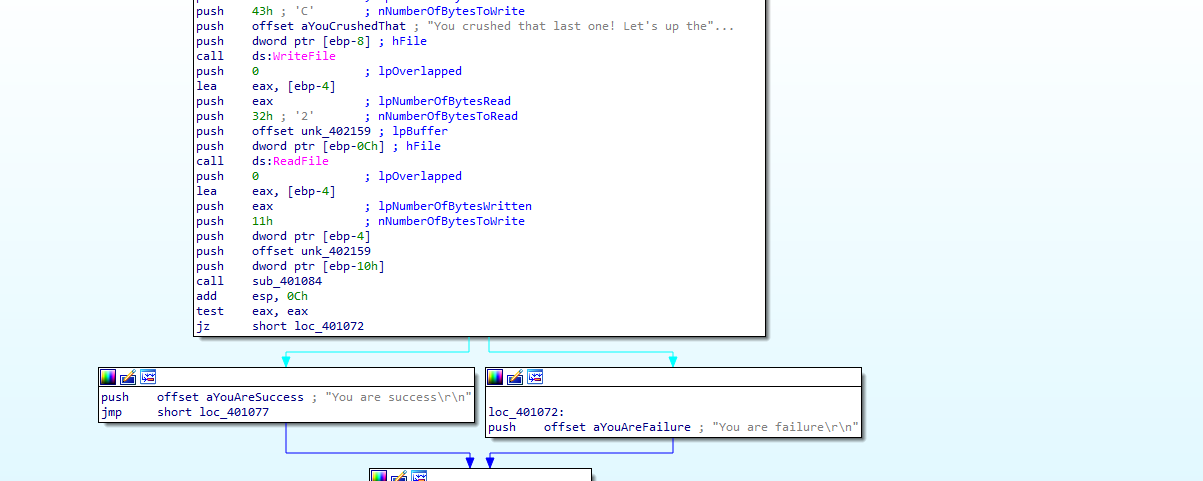 push 43h ; 'C' ; nNumberOfBytesToWrite
push offset aYouCrushedThat ; "You crushed that last one! Let's up the"...
push dword ptr [ebp-8] ; hFile
call ds:WriteFile
push 0 ; lpOverlapped
lea eax, [ebp-4]
push eax ; lpNumberOfBytesRead
push 32h ; '2' ; nNumberOfBytesToRead
push offset unk_402159 ; lpBuffer
push dword ptr [ebp-0Ch] ; hFile
call ds:ReadFile
push 0 ; lpOverlapped
lea eax, [ebp-4]
push eax ; lpNumberOfBytesWritten
push 11h ; nNumberOfBytesToWrite
push dword ptr [ebp-4]
push offset unk_402159
push dword ptr [ebp-10h]
call sub_401084
add esp, 0Ch
test eax, eax
jz short loc_401072
push offset aYouAreSuccess ; "You are success\r\n"
jmp short loc_401077
loc_401072:
push offset aYouAreFailure ; "You are failure\r\n"